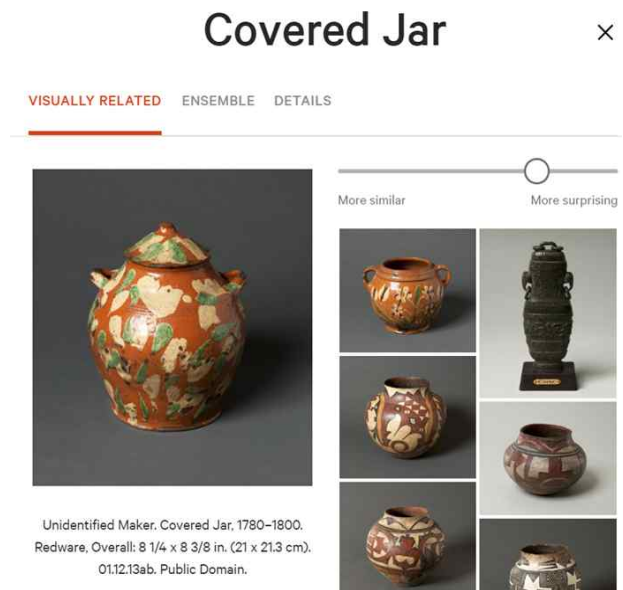 Covered Jar
VISUALLY RELATED ENSEMBLE DETAILS
More similar More surprising
Unidentified Maker. Covered Jar, 1780–1800.
Redware, Overall: 8 1/4 x 8 3/8 in. (21 x 21.3 cm).
01.12.13ab. Public Domain.